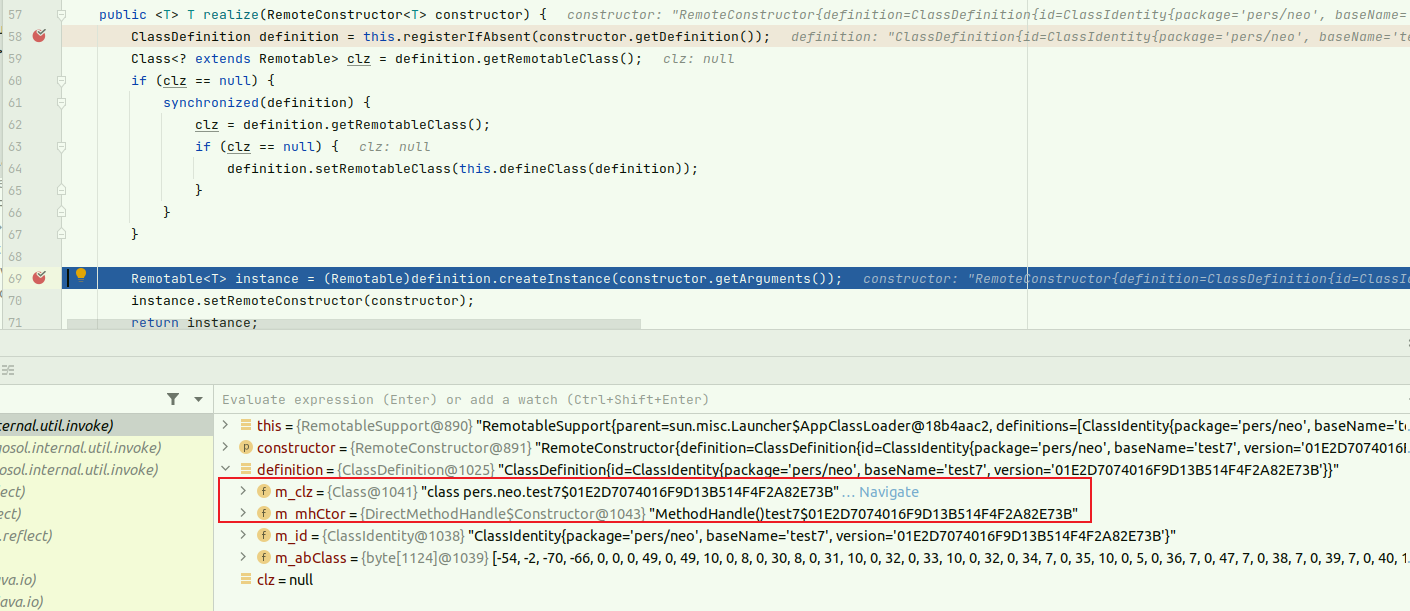 57 public <T> T realize(RemoteConstructor<T> constructor) { constructor: "RemoteConstructor{definition=ClassDefinition{id=ClassIdentity{package='pers/neo', baseName=
58 ClassDefinition definition = this.registerIfAbsent(constructor.getDefinition()); definition: "ClassDefinition{id=ClassIdentity{package='pers/neo', baseName='te
59 Class<? extends Remotable> clz = definition.getRemotableClass(); clz: null
60 if (clz == null) {
61 synchronized(definition) {
62 clz = definition.getRemotableClass();
63 if (clz == null) { clz: null
64 definition.setRemotableClass(this.defineClass(definition));
65 }
66 }
67 }
68
69 Remotable<T> instance = (Remotable)definition.createInstance(constructor.getArguments()); constructor: "RemoteConstructor{definition=ClassDefinition{id=ClassId
70 instance.setRemoteConstructor(constructor);
71 return instance;
Evaluate expression (Enter) or add a watch (Ctrl+Shift+Enter)
ternal.util.invoke)
osol.internal.util.invoke)
osol.internal.util.invoke)
ect)
ect)
.reflect)
va.io)
ava.io)
this = {RemotableSupport@890} "RemotableSupport{parent=sun.misc.Launcher$AppClassLoader@18b4aac2, definitions=[ClassIdentity{package='pers/neo', baseName='t
constructor = {RemoteConstructor@891} "RemoteConstructor{definition=ClassDefinition{id=ClassIdentity{package='pers/neo', baseName='test7', version='01E2D7074016F9D13B514F4F2A82E73B'}
definition = {ClassDefinition@1025} "ClassDefinition{id=ClassIdentity{package='pers/neo', baseName='test7', version='01E2D7074016F9D13B514F4F2A82E73B'}}"
m_clz = {Class@1041} "class pers.neo.test7$01E2D7074016F9D13B514F4F2A82E73B" ... Navigate
m_mhCtor = {DirectMethodHandle$Constructor@1043} "MethodHandle()test7$01E2D7074016F9D13B514F4F2A82E73B"
m_id = {ClassIdentity@1038} "ClassIdentity{package='pers/neo', baseName='test7', version='01E2D7074016F9D13B514F4F2A82E73B'}"
m_abClass = {byte[1124]@1039} [-54, -2, -70, -66, 0, 0, 0, 49, 0, 49, 10, 0, 8, 0, 30, 8, 0, 31, 10, 0, 32, 0, 33, 10, 0, 32, 0, 34, 7, 0, 35, 10, 0, 5, 0, 36, 7, 0, 47, 7, 0, 38, 7, 0, 39, 7, 0, 40, 1
clz = null